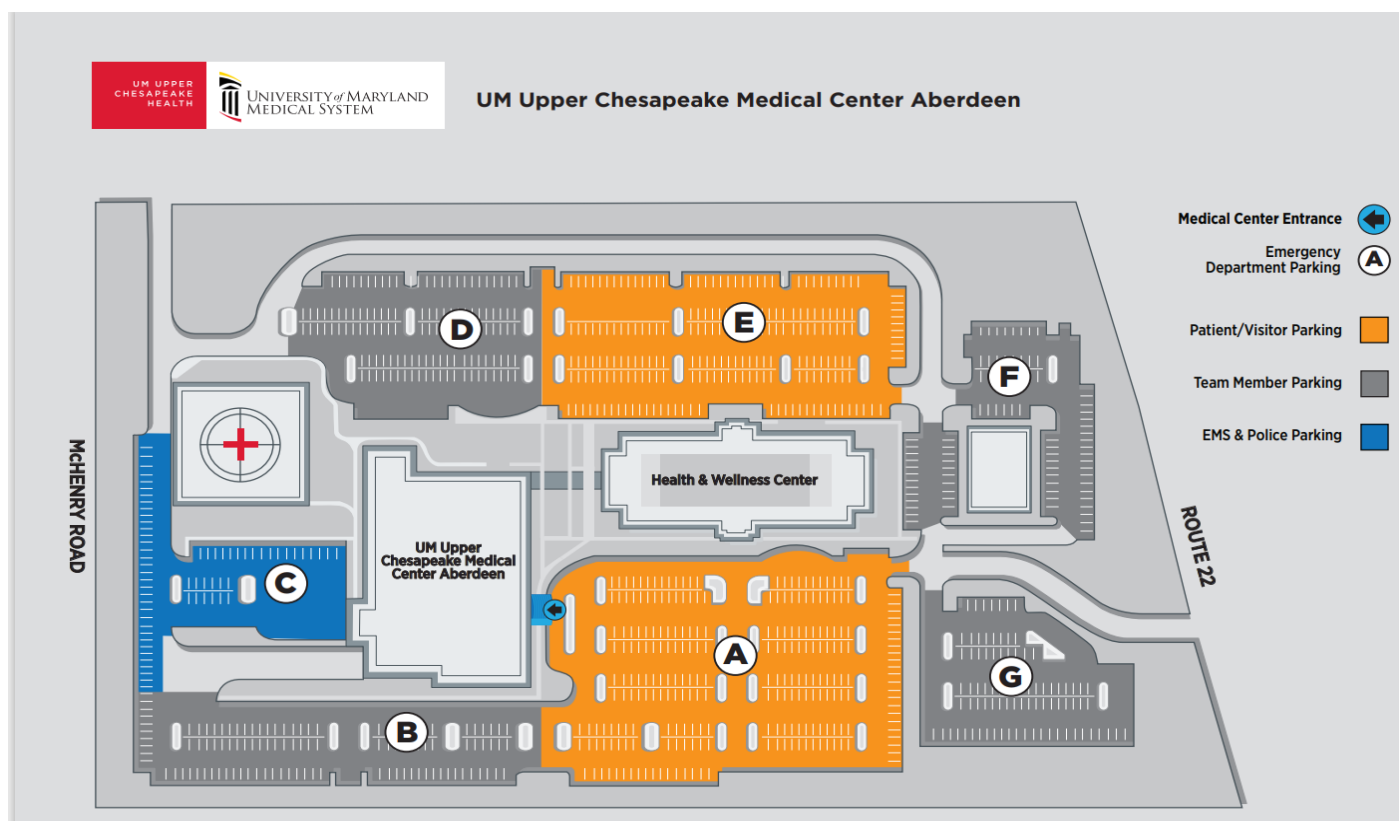 UM UPPER
CHESAPEAKE
HEALTH
UNIVERSITY of MARYLAND
MEDICAL SYSTEM
UM Upper Chesapeake Medical Center Aberdeen
Medical Center Entrance
Emergency
Department Parking
A
Patient/Visitor Parking
Team Member Parking
EMS & Police Parking
D
E
F
McHENRY ROAD
Health & Wellness Center
ROUTE 22
UM Upper
Chesapeake Medical
Center Aberdeen
C
A
G
B